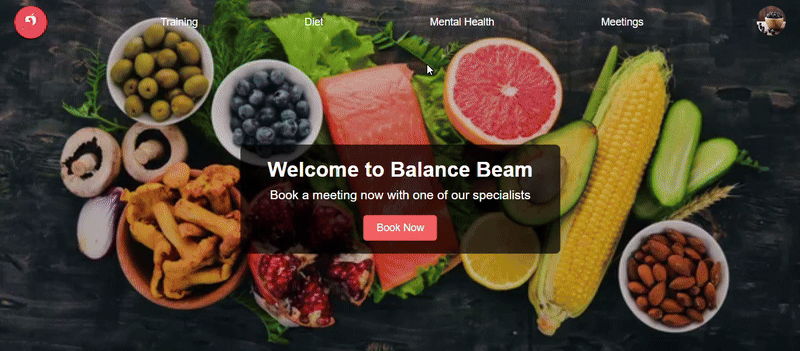 Training Diet Mental Health Meetings
Welcome to Balance Beam
Book a meeting now with one of our specialists
Book Now